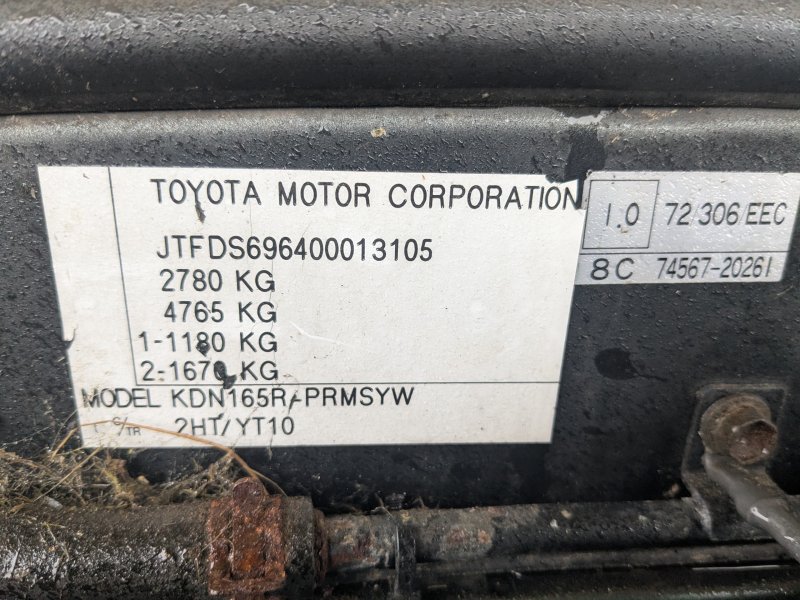 TOYOTA MOTOR CORPORATION
JTFDS696400013105
2780 KG
4765 KG
1-1180 KG
2-1670 KG
MODEL KDN165R-PRMSYW
C/TR 2HT/YT10
1.0 72/306/EEC
8C 74567-20261